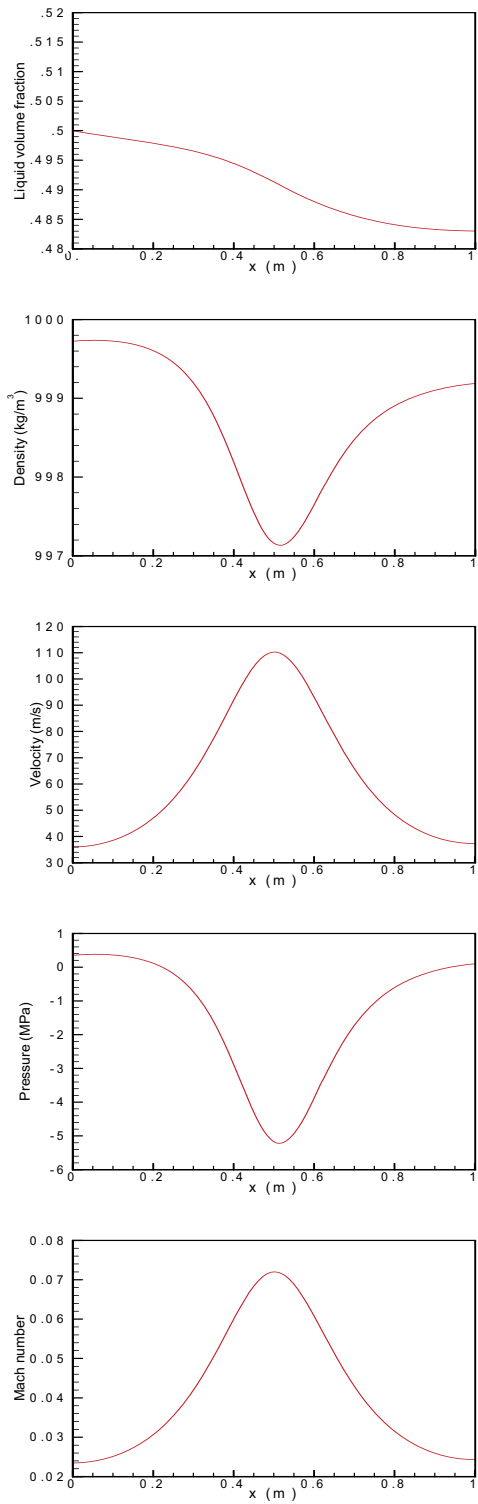 Liquid volume fraction
.52
.515
.51
.505
.5
.495
.49
.485
.48
0. 0.2 0.4 0.6 0.8 1
x (m)
Density (kg/m³)
1000
999
998
997
0 0.2 0.4 0.6 0.8 1
x (m)
Velocity (m/s)
120
110
100
90
80
70
60
50
40
30
0 0.2 0.4 0.6 0.8 1
x (m)
Pressure (MPa)
1
0
-1
-2
-3
-4
-5
-6
0 0.2 0.4 0.6 0.8 1
x (m)
Mach number
0.08
0.07
0.06
0.05
0.04
0.03
0.02
0 0.2 0.4 0.6 0.8 1
x (m)